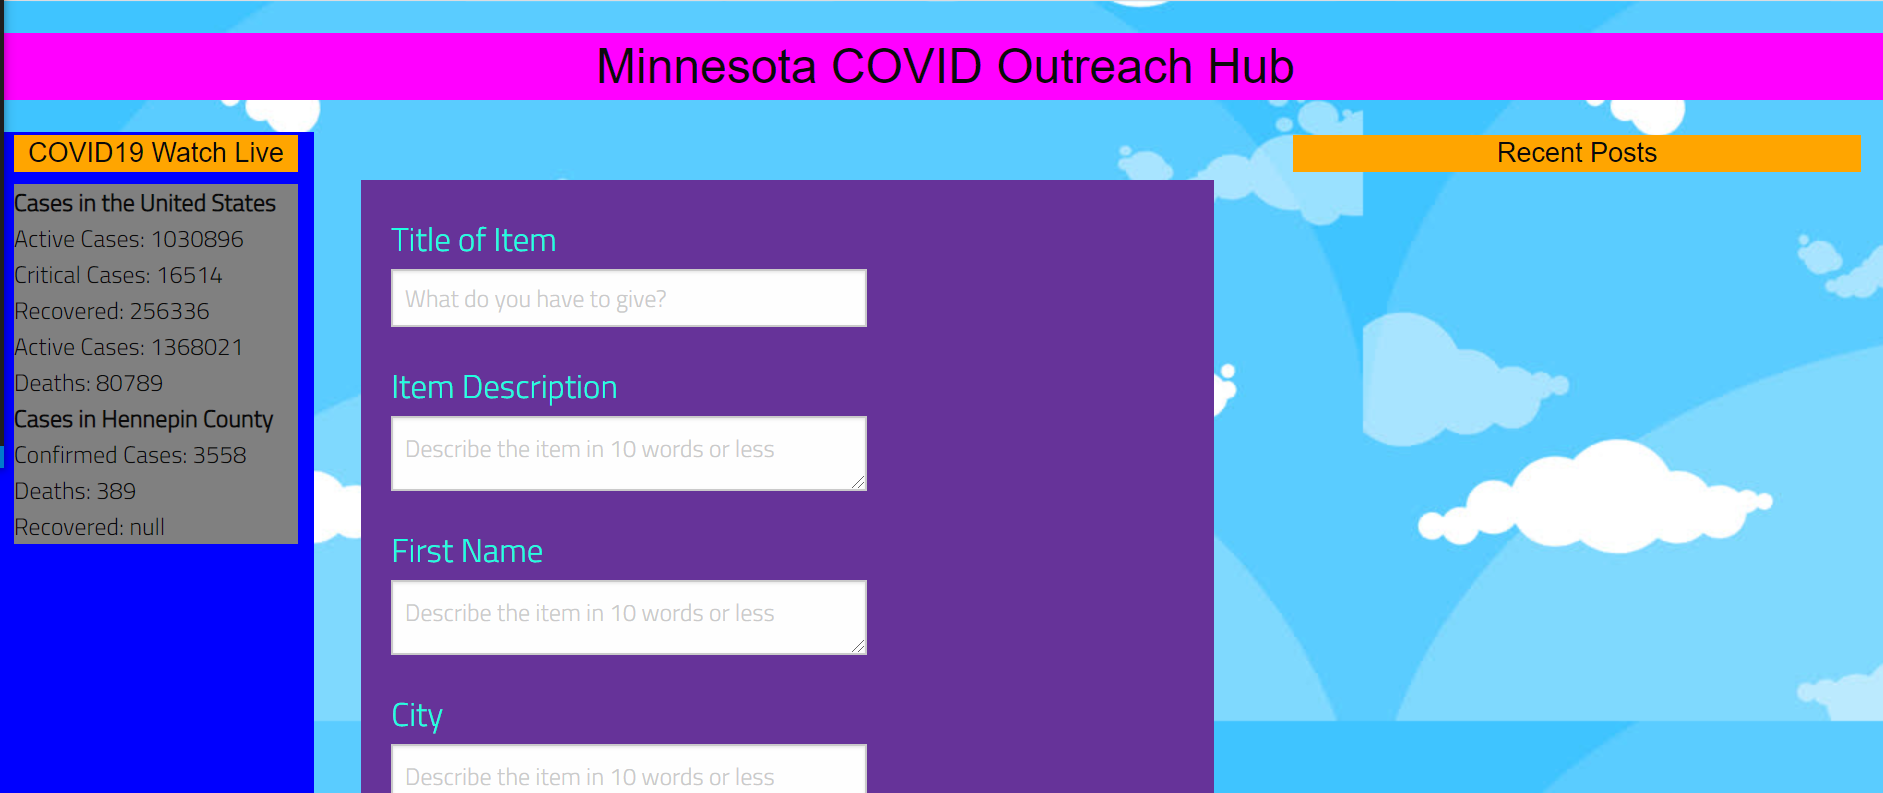 Minnesota COVID Outreach Hub
COVID19 Watch Live
Cases in the United States
Active Cases: 1030896
Critical Cases: 16514
Recovered: 256336
Active Cases: 1368021
Deaths: 80789
Cases in Hennepin County
Confirmed Cases: 3558
Deaths: 389
Recovered: null
Title of Item
What do you have to give?
Item Description
Describe the item in 10 words or less
First Name
Describe the item in 10 words or less
City
Describe the item in 10 words or less
Recent Posts